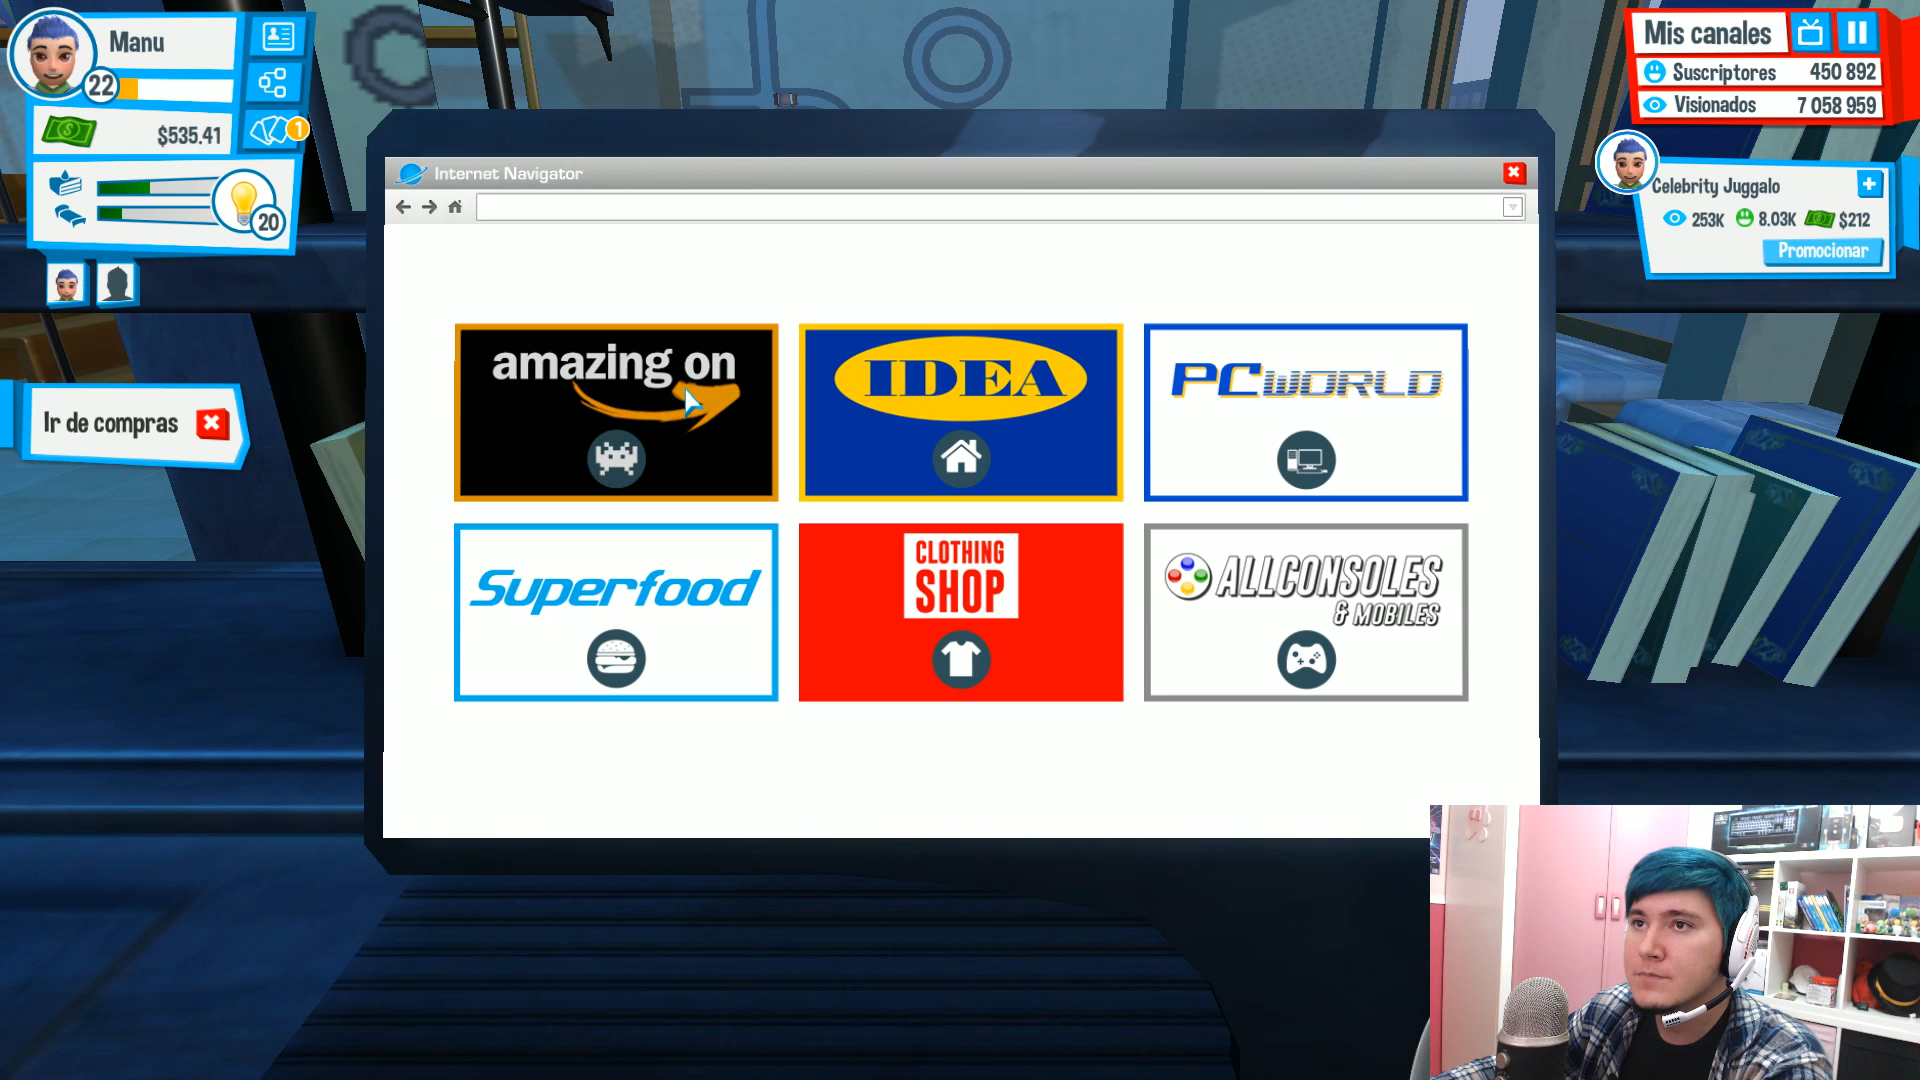 Manu
22
$535.41
1
20
Ir de compras
Internet Navigator
amazing on
IDEA
PCWORLD
Superfood
CLOTHING
SHOP
ALLCONSOLES
& MOBILES
Mis canales
Suscriptores 450 892
Visionados 7 058 959
Celebrity Juggalo
253K 8.03K $212
Promocionar